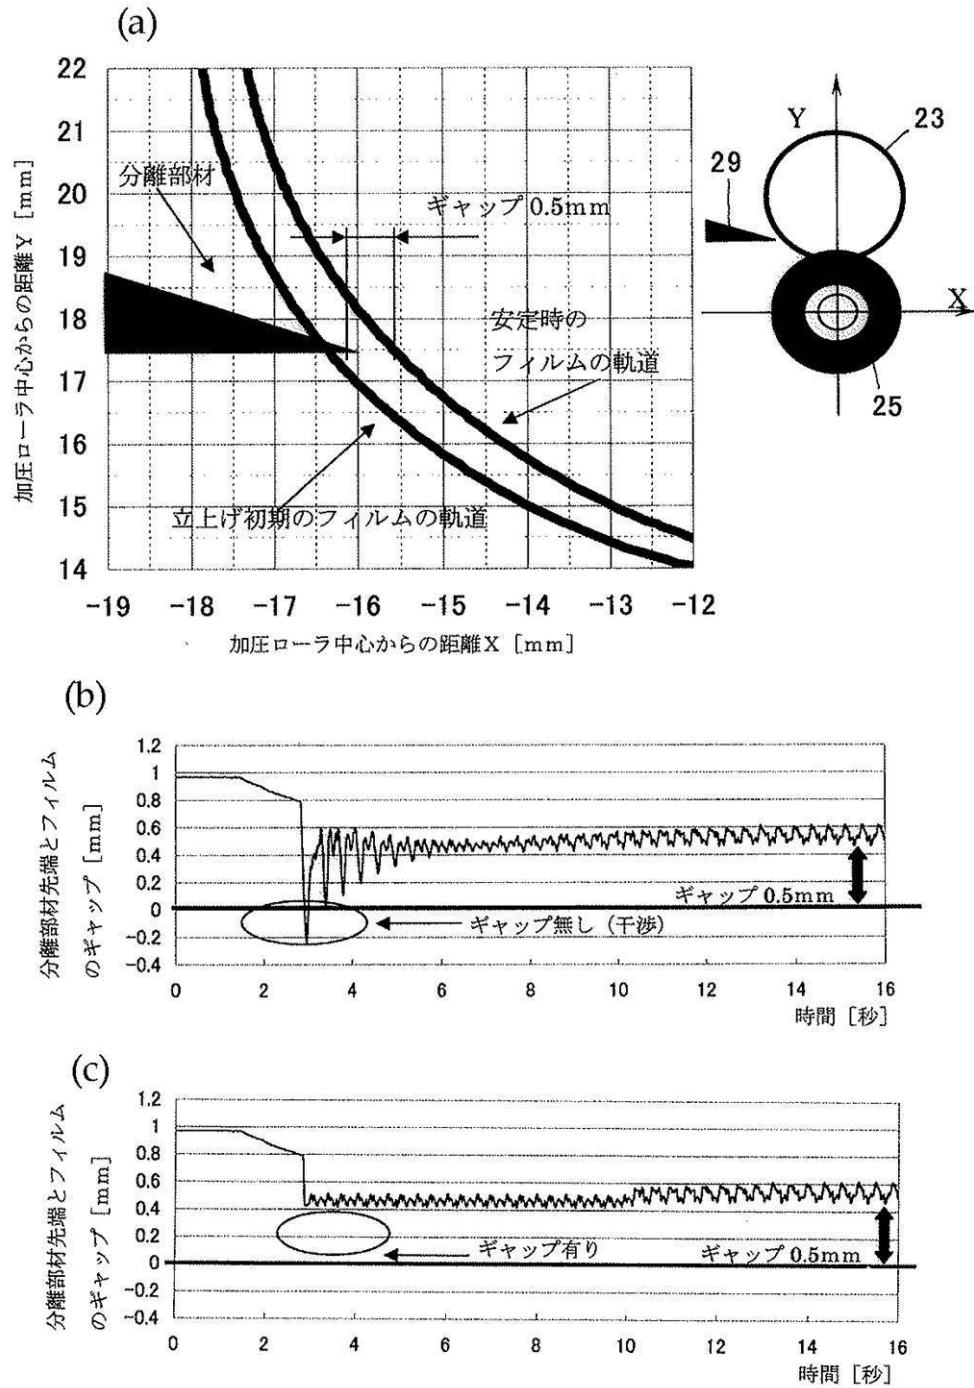 (a)
22
21
20
19
18
17
16
15
14
加圧ローラ中心からの距離Y [mm]
分離部材
ギャップ 0.5mm
安定時の
フィルムの軌道
立上げ初期のフィルムの軌道
-19 -18 -17 -16 -15 -14 -13 -12
加圧ローラ中心からの距離X [mm]
Y
23
29
X
25
(b)
分離部材先端とフィルム
のギャップ [mm]
1.2
1
0.8
0.6
0.4
0.2
0
-0.2
-0.4
ギャップ 0.5mm
ギャップ無し (干渉)
0 2 4 6 8 10 12 14 16
時間 [秒]
(c)
分離部材先端とフィルム
のギャップ [mm]
1.2
1
0.8
0.6
0.4
0.2
0
-0.2
-0.4
ギャップ有り
ギャップ 0.5mm
0 2 4 6 8 10 12 14 16
時間 [秒]